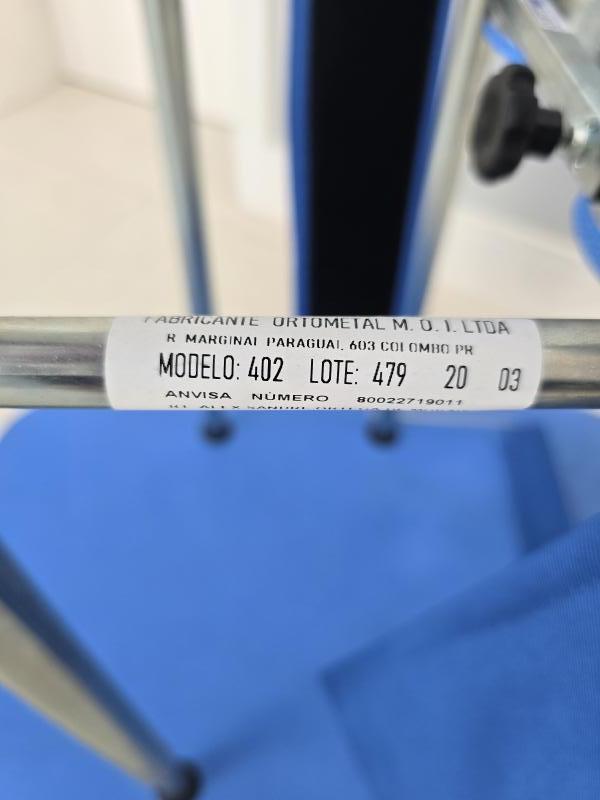 FABRICANTE ORTOMETAL M. O. I. LTDA
R MARGINAL PARAGUAI, 603 COLOMBO PR
MODELO: 402 LOTE: 479 20 03
ANVISA NÚMERO 80022719011